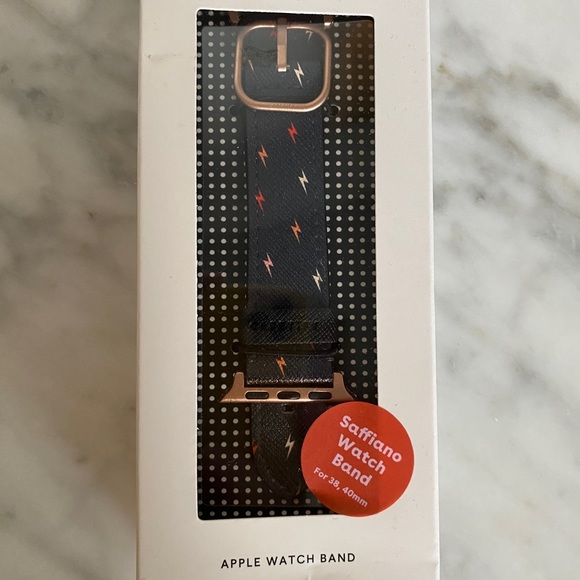 Saffiano
Watch
Band
For 38, 40mm
APPLE WATCH BAND